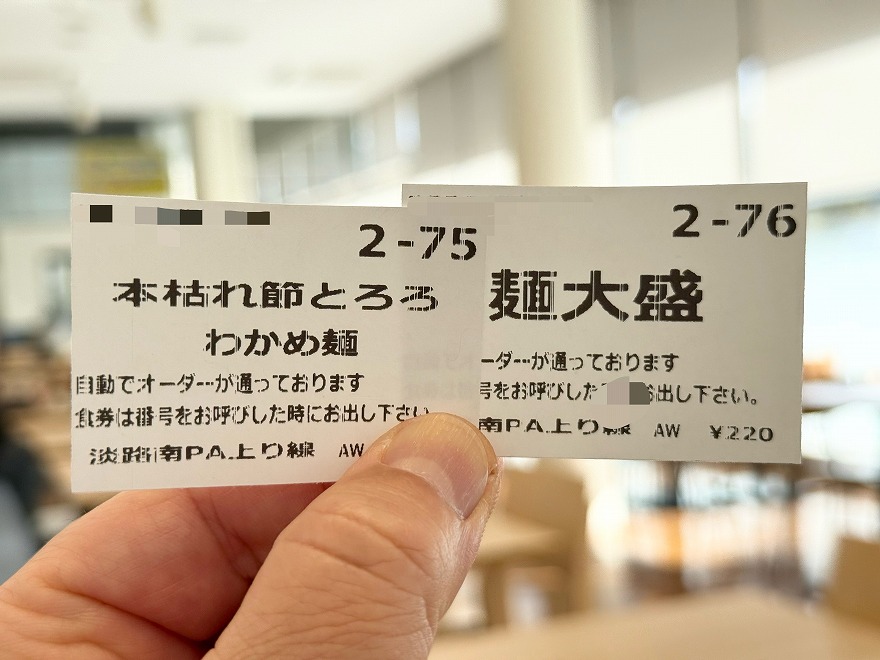 2-75
本枯れ節とろろ
わかめ麺
自動でオーダーが通っております
食券は番号をお呼びした時にお出し下さい
淡路南PA上り線 AW
2-76
麺大盛
ーダーが通っております
号をお呼びした お出し下さい。
南PA上り線 AW ¥220